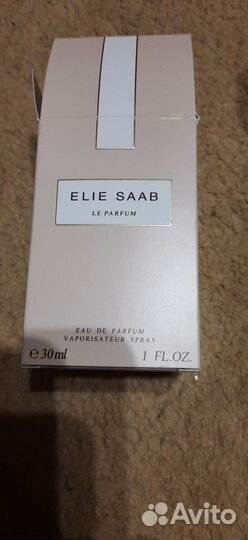 ELIE SAAB
LE PARFUM
EAU DE PARFUM
VAPORISATEUR SPRAY
℮ 30ml 1 FL.OZ.
Avito